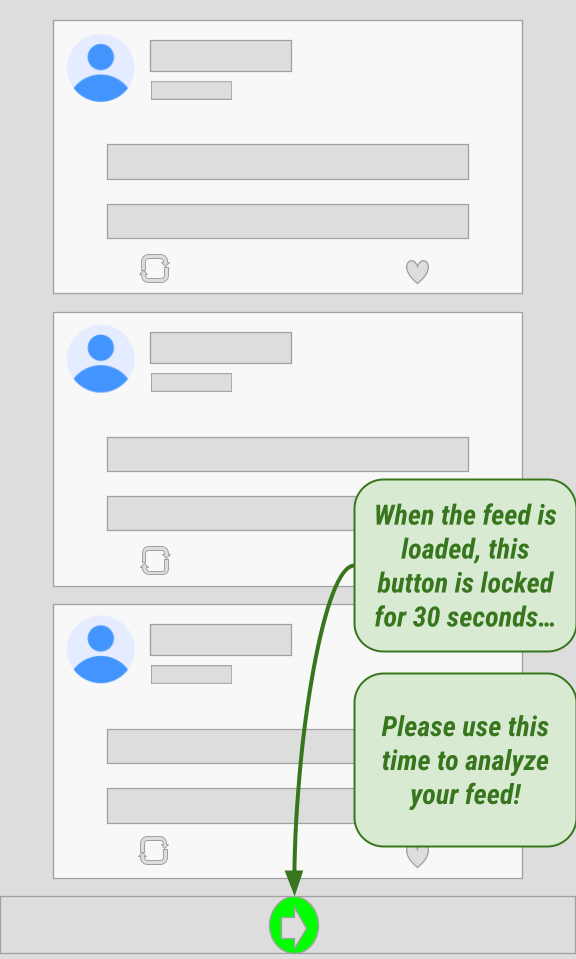 When the feed is
loaded, this
button is locked
for 30 seconds...
Please use this
time to analyze
your feed!